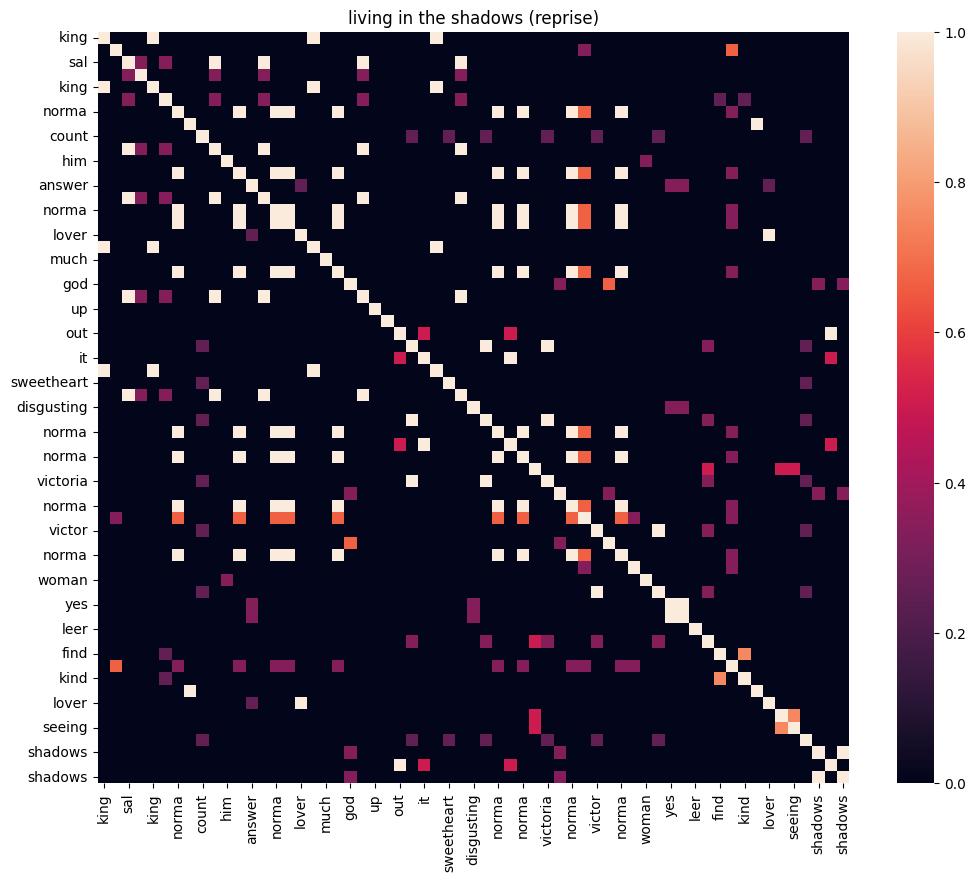 living in the shadows (reprise)
king
sal
king
norma
count
him
answer
norma
lover
much
god
up
out
it
sweetheart
disgusting
norma
norma
victoria
norma
victor
norma
woman
yes
leer
find
kind
lover
seeing
shadows
shadows
king
sal
king
norma
count
him
answer
norma
lover
much
god
up
out
it
sweetheart
disgusting
norma
norma
victoria
norma
victor
norma
woman
yes
leer
find
kind
lover
seeing
shadows
shadows
1.0
0.8
0.6
0.4
0.2
0.0